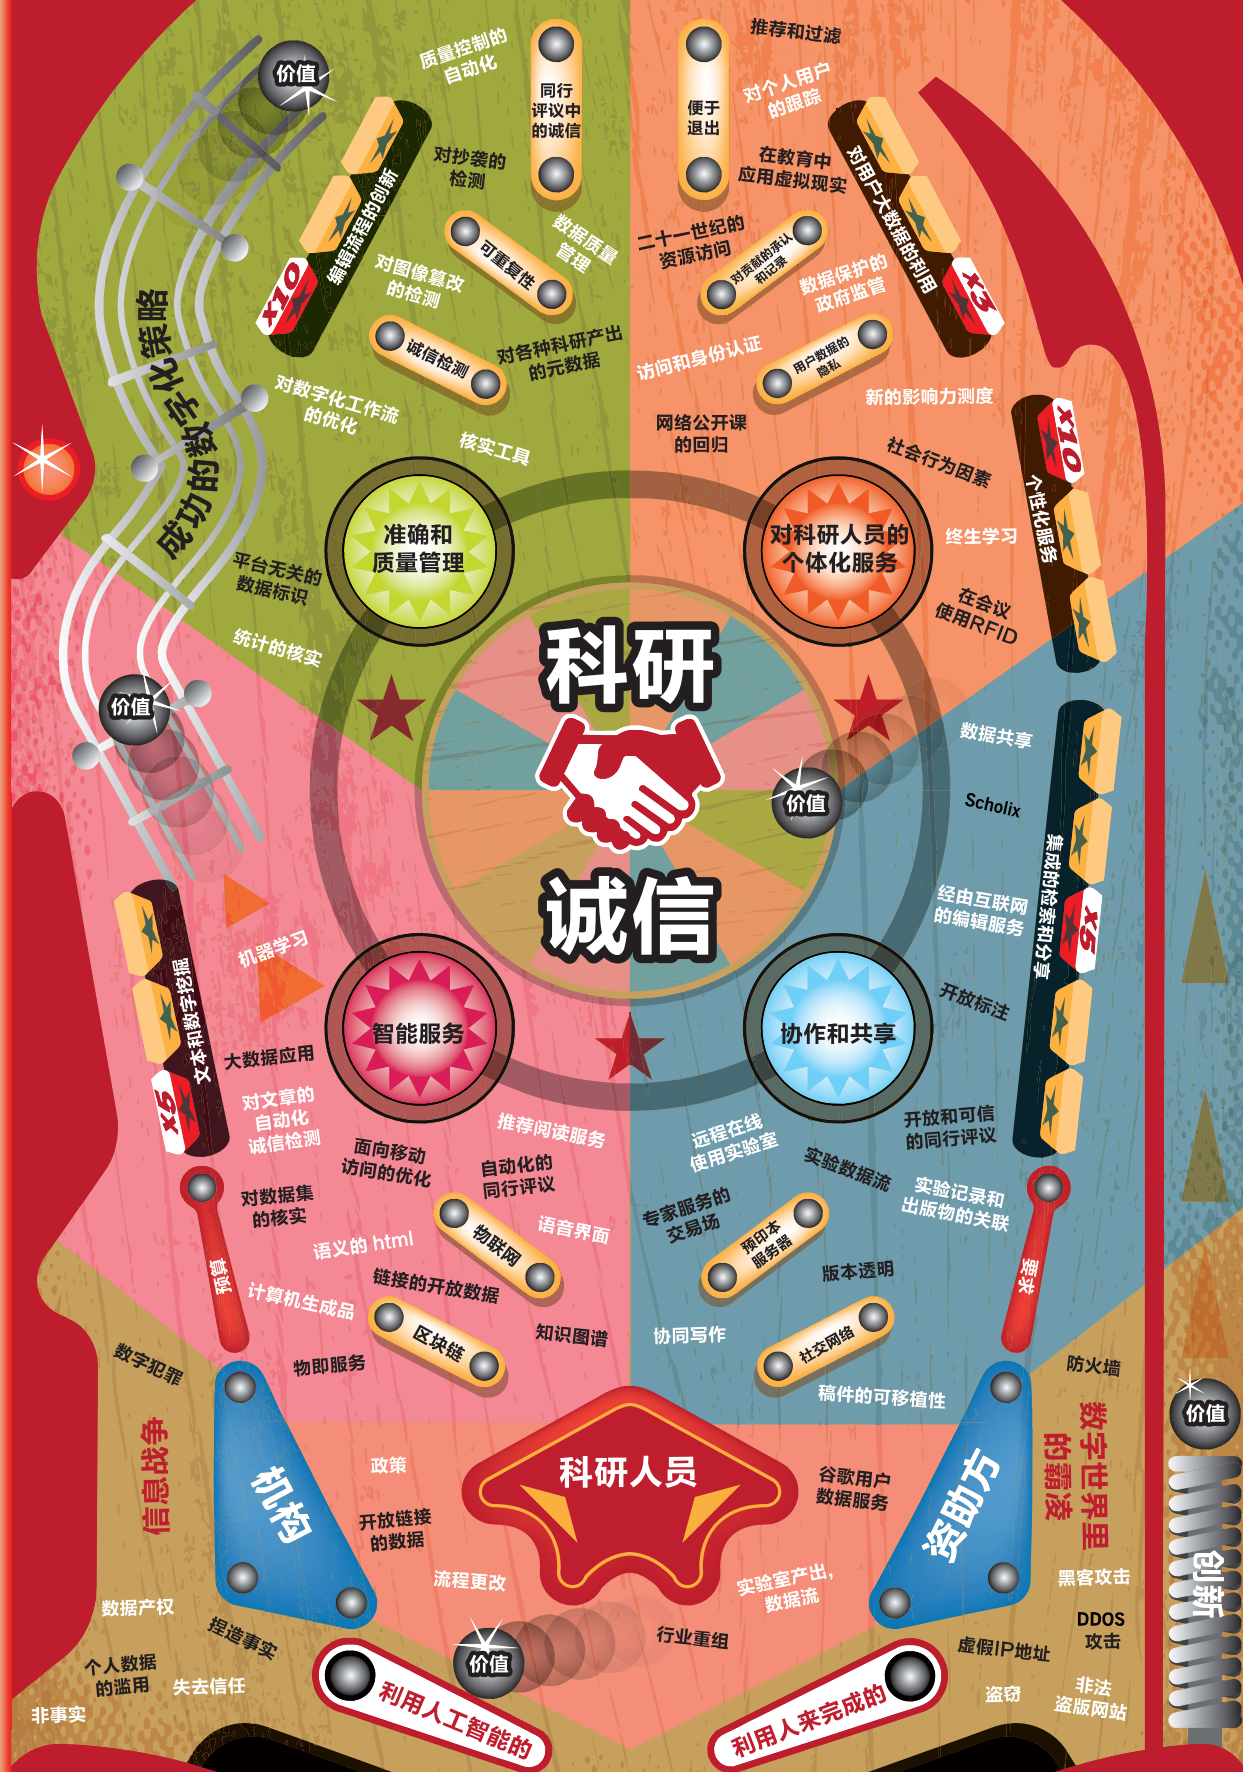 价值
质量控制的
自动化
同行
评议中
的诚信
对抄袭的
检测
编辑流程的创新
x10
可重复性
数据质量
管理
对图像篡改
的检测
诚信检测
对各种科研产出
的元数据
对数字化工作流
的优化
核实工具
成功的数字化策略
准确和
质量管理
平台无关的
数据标识
统计的核实
价值
推荐和过滤
便于
退出
对个人用户
的跟踪
在教育中
应用虚拟现实
对用户大数据的利用
x3
二十一世纪的
资源访问
对贡献的承认
和记录
数据保护的
政府监管
访问和身份认证
用户数据的
隐私
新的影响力测度
网络公开课
的回归
社会行为因素
x10
个性化服务
对科研人员的
个体化服务
终生学习
在会议
使用RFID
科研
诚信
价值
数据共享
Scholix
集成的检索和分享
x5
经由互联网
的编辑服务
开放标注
协作和共享
开放和可信
的同行评议
远程在线
使用实验室
实验数据流
实验记录和
出版物的关联
专家服务的
交易场
预印本
服务器
版本透明
协同写作
社交网络
稿件的可移植性
要求
机器学习
文本和数字挖掘
x5
智能服务
大数据应用
对文章的
自动化
诚信检测
推荐阅读服务
面向移动
访问的优化
自动化的
同行评议
对数据集
的核实
物联网
语音界面
语义的 html
链接的开放数据
计算机生成品
区块链
知识图谱
物即服务
预算
数字犯罪
信息战争
机构
政策
开放链接
的数据
流程更改
科研人员
谷歌用户
数据服务
实验室产出,
数据流
行业重组
价值
资助方
防火墙
数字世界里
的霸凌
黑客攻击
DDOS
攻击
虚假IP地址
盗窃
非法
盗版网站
数据产权
捏造事实
个人数据
的滥用
失去信任
非事实
利用人工智能的
利用人来完成的
价值
创新